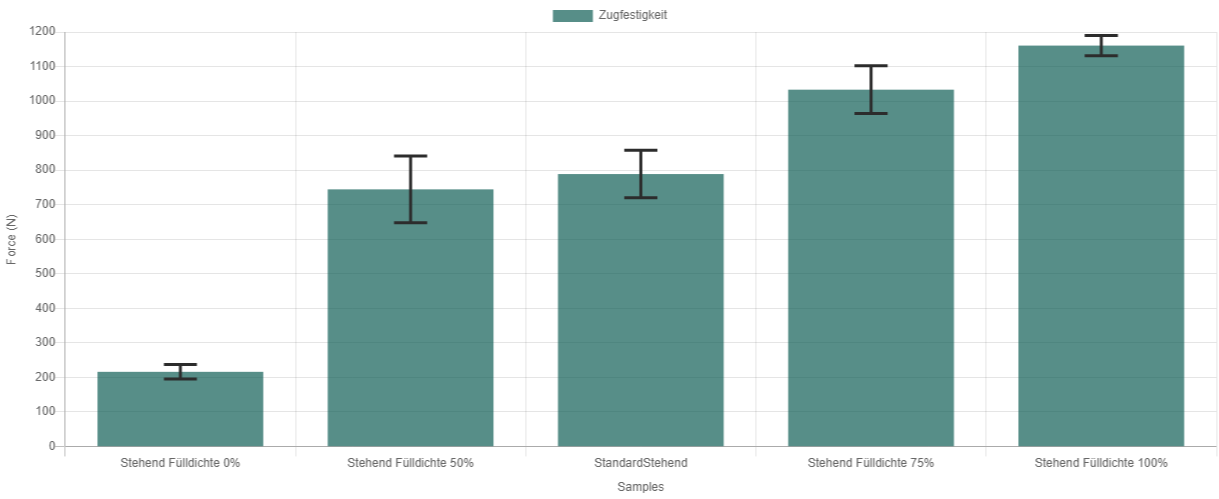 Zugfestigkeit
1200
1100
1000
900
800
700
600
500
400
300
200
100
0
Force (N)
Stehend Fülldichte 0%
Stehend Fülldichte 50%
StandardStehend
Stehend Fülldichte 75%
Stehend Fülldichte 100%
Samples